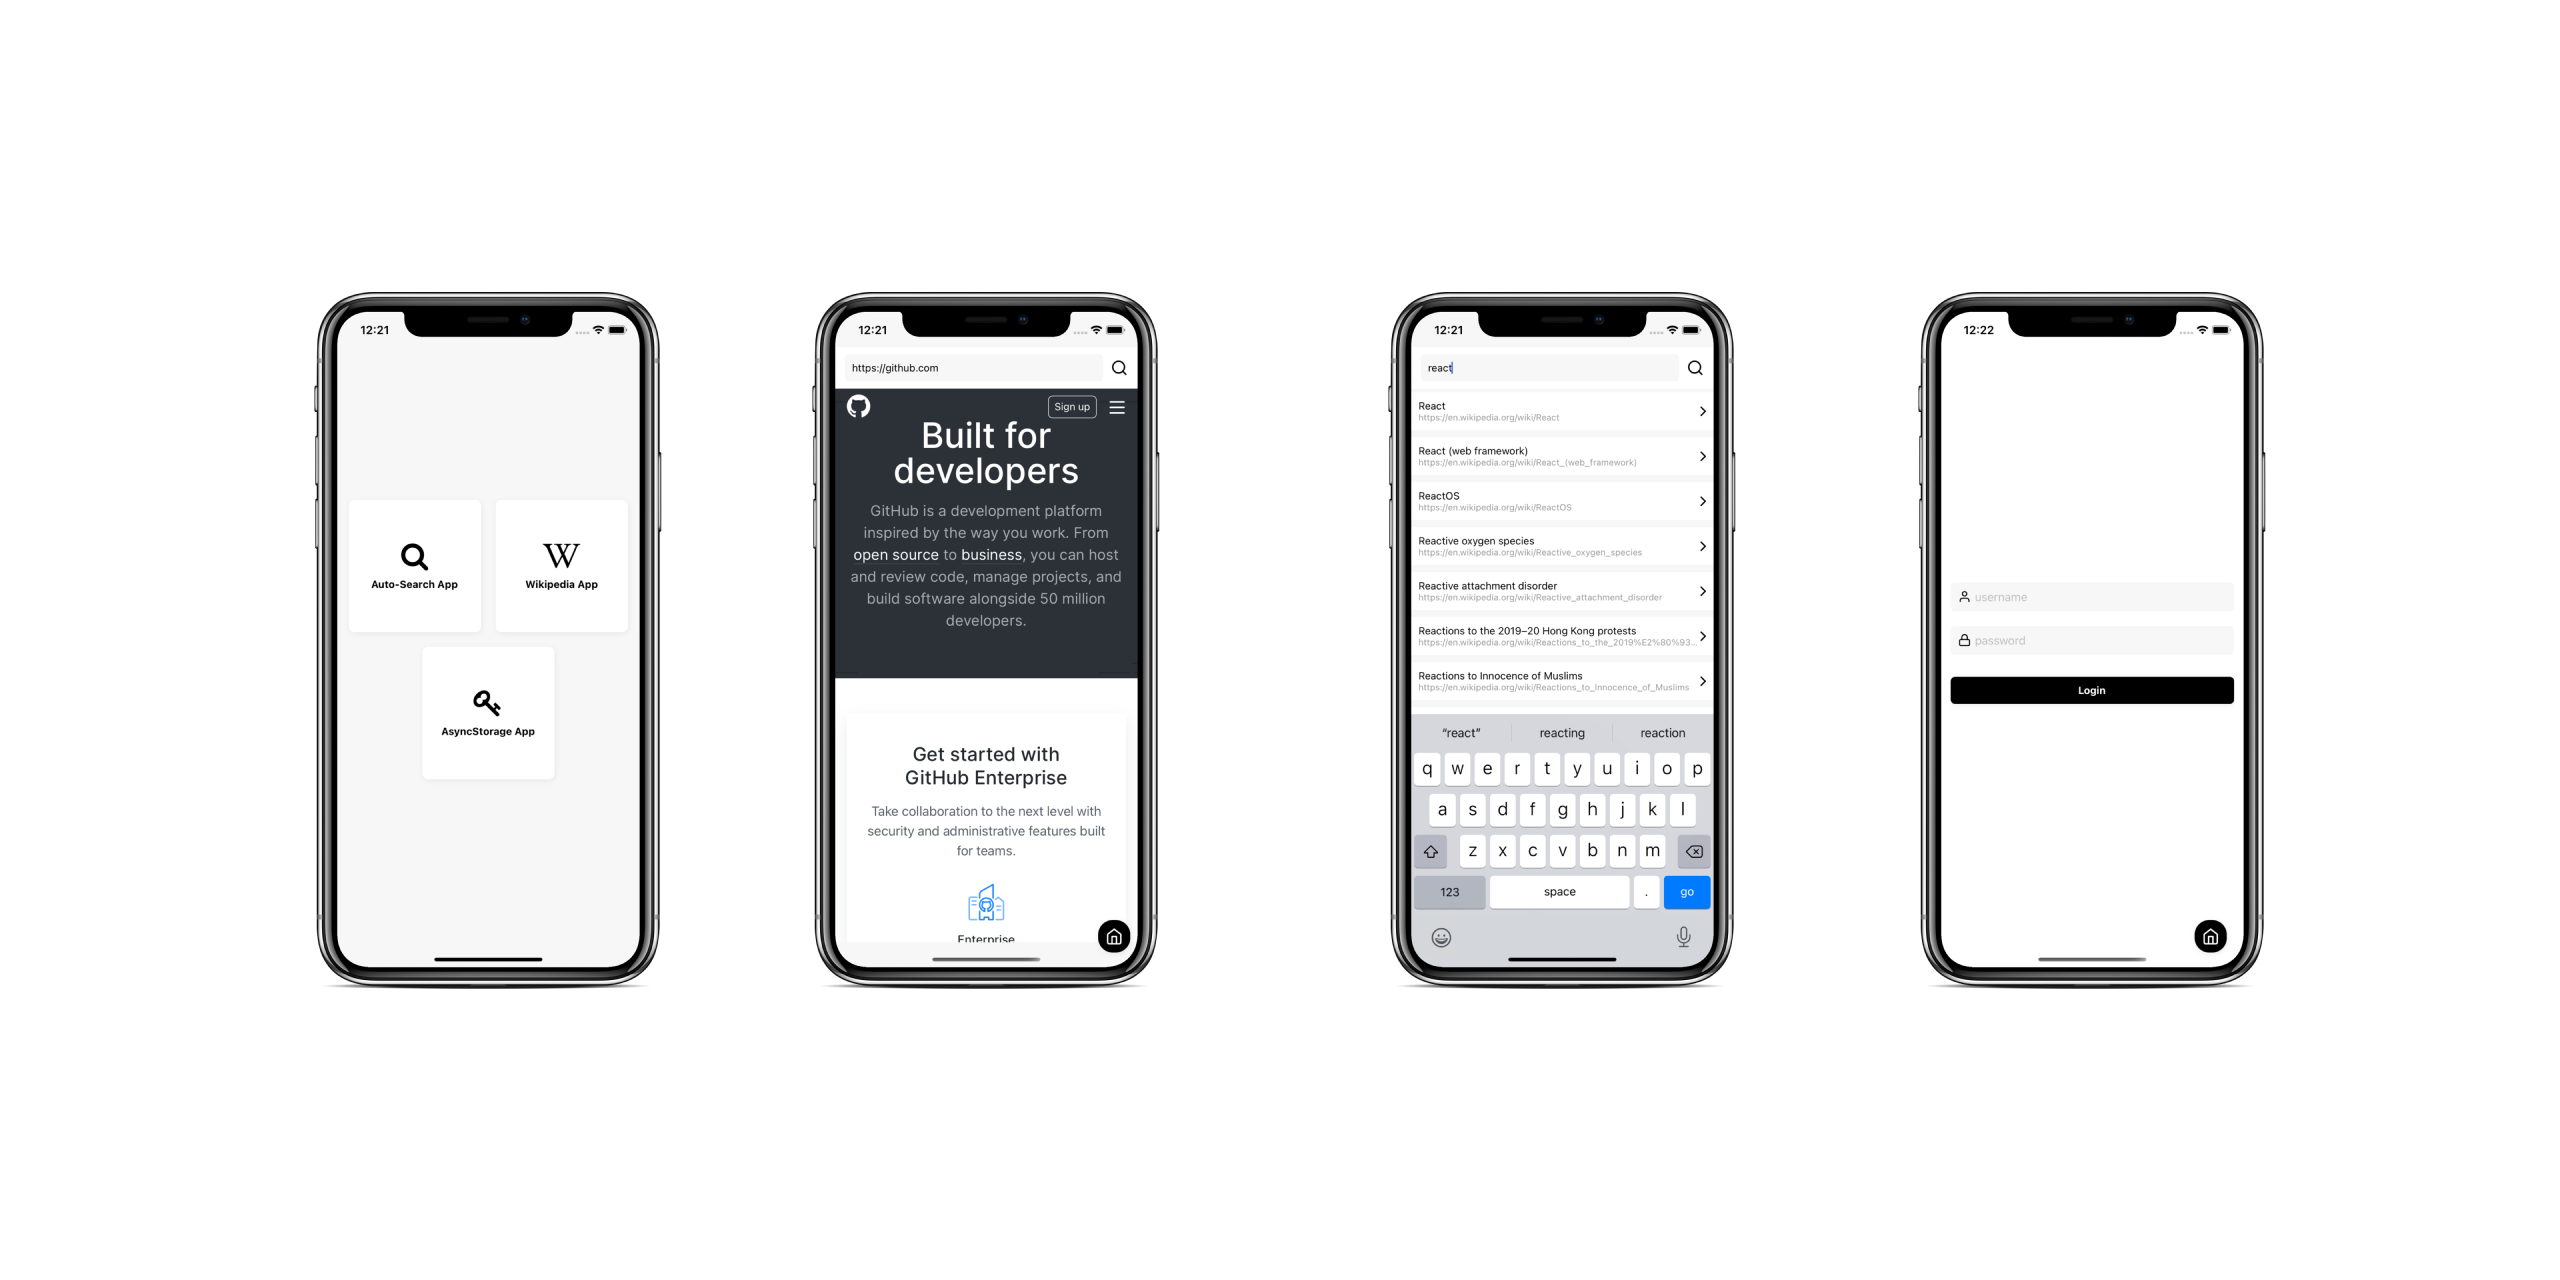 12:21
Auto-Search App
W
Wikipedia App
AsyncStorage App
12:21
https://github.com
Sign up
Built for
developers
GitHub is a development platform
inspired by the way you work. From
open source to business, you can host
and review code, manage projects, and
build software alongside 50 million
developers.
Get started with
GitHub Enterprise
Take collaboration to the next level with
security and administrative features built
for teams.
Enterprise
12:21
react
React
https://en.wikipedia.org/wiki/React
React (web framework)
https://en.wikipedia.org/wiki/React_(web_framework)
ReactOS
https://en.wikipedia.org/wiki/ReactOS
Reactive oxygen species
https://en.wikipedia.org/wiki/Reactive_oxygen_species
Reactive attachment disorder
https://en.wikipedia.org/wiki/Reactive_attachment_disorder
Reactions to the 2019–20 Hong Kong protests
https://en.wikipedia.org/wiki/Reactions_to_the_2019%E2%80%93...
Reactions to Innocence of Muslims
https://en.wikipedia.org/wiki/Reactions_to_Innocence_of_Muslims
“react” reacting reaction
q w e r t y u i o p
a s d f g h j k l
z x c v b n m
123 space . go
12:22
username
password
Login